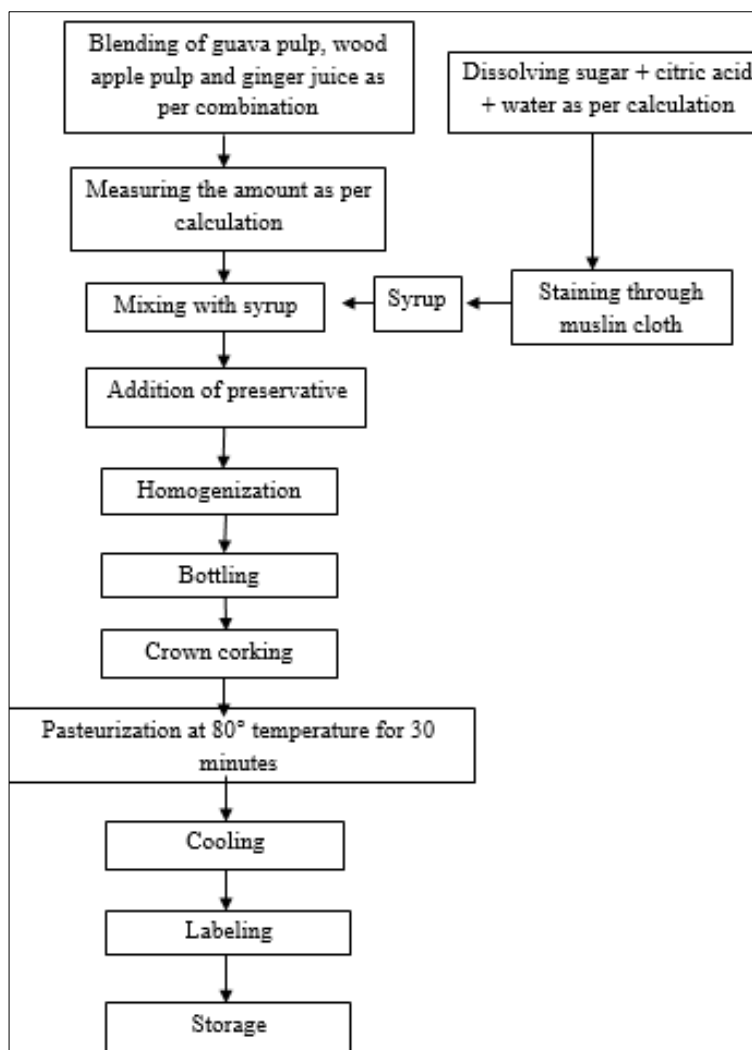 Blending of guava pulp, wood
apple pulp and ginger juice as
per combination
Dissolving sugar + citric acid
+ water as per calculation
Measuring the amount as per
calculation
Mixing with syrup
Syrup
Staining through
muslin cloth
Addition of preservative
Homogenization
Bottling
Crown corking
Pasteurization at 80° temperature for 30
minutes
Cooling
Labeling
Storage